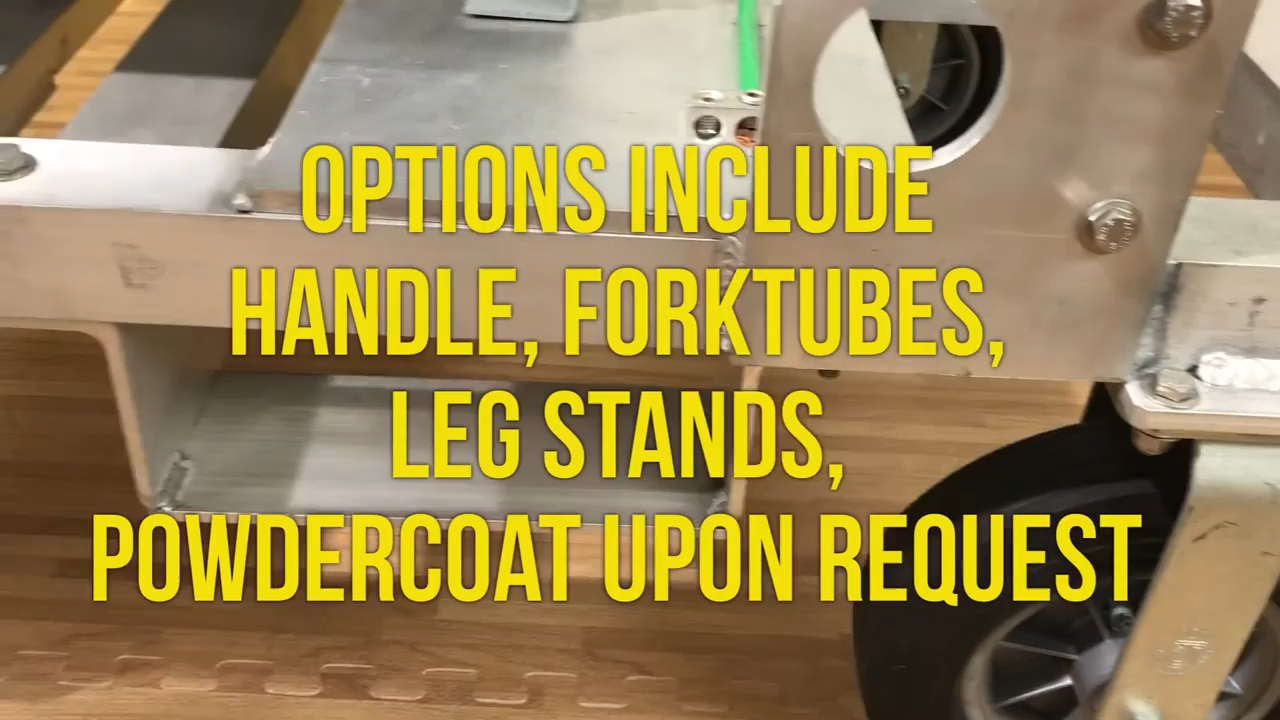 OPTIONS INCLUDE
HANDLE, FORKTUBES,
LEG STANDS,
POWDERCOAT UPON REQUEST